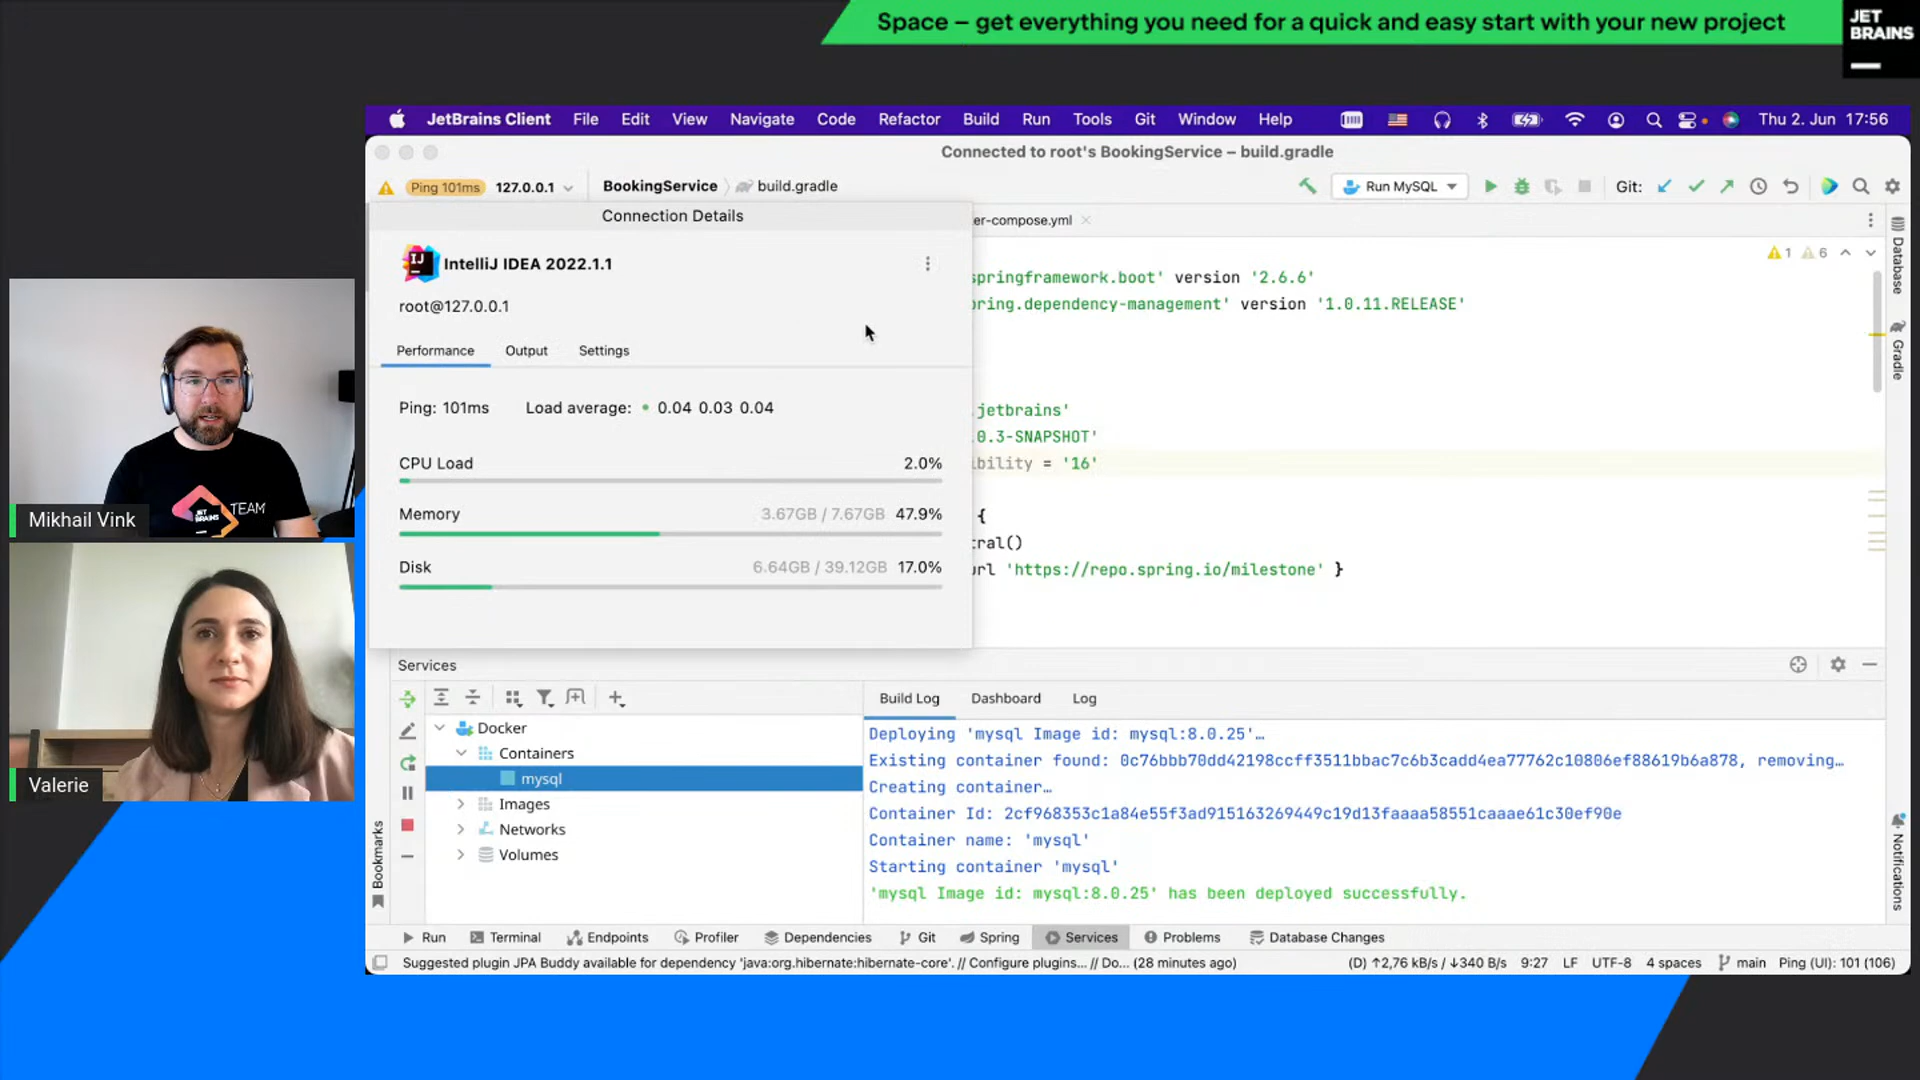 Space – get everything you need for a quick and easy start with your new project
JET
BRAINS
JetBrains Client File Edit View Navigate Code Refactor Build Run Tools Git Window Help Thu 2. Jun 17:56
Connected to root's BookingService – build.gradle
Ping 101ms 127.0.0.1 BookingService build.gradle Run MySQL Git:
Connection Details
er-compose.yml
IJ IntelliJ IDEA 2022.1.1
root@127.0.0.1
Performance Output Settings
Ping: 101ms Load average: 0.04 0.03 0.04
CPU Load 2.0%
Memory 3.67GB / 7.67GB 47.9%
Disk 6.64GB / 39.12GB 17.0%
1 6
springframework.boot' version '2.6.6'
ring.dependency-management' version '1.0.11.RELEASE'
.jetbrains'
0.3-SNAPSHOT'
ibility = '16'
{
tral()
url 'https://repo.spring.io/milestone' }
Database
Gradle
Notifications
Services
Docker
Containers
mysql
Images
Networks
Volumes
Bookmarks
Build Log Dashboard Log
Deploying 'mysql Image id: mysql:8.0.25'…
Existing container found: 0c76bbb70dd42198ccff3511bbac7c6b3cadd4ea77762c10806ef88619b6a878, removing…
Creating container…
Container Id: 2cf968353c1a84e55f3ad915163269449c19d13faaaa58551caaae61c30ef90e
Container name: 'mysql'
Starting container 'mysql'
'mysql Image id: mysql:8.0.25' has been deployed successfully.
Run Terminal Endpoints Profiler Dependencies Git Spring Services Problems Database Changes
Suggested plugin JPA Buddy available for dependency 'java:org.hibernate:hibernate-core'. // Configure plugins... // Do... (28 minutes ago) (D) ↑2,76 kB/s / ↓340 B/s 9:27 LF UTF-8 4 spaces main Ping (UI): 101 (106)
JET
BRAINS
TEAM
Mikhail Vink
Valerie